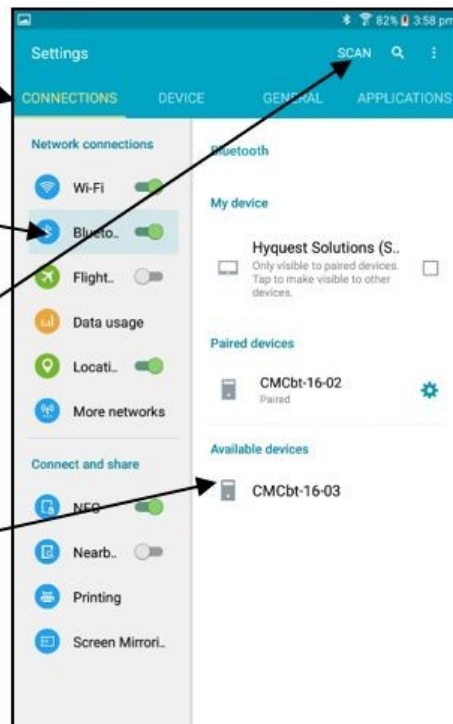 82% 3:58 pm
Settings
SCAN
CONNECTIONS DEVICE GENERAL APPLICATIONS
Network connections
Wi-Fi
Blueto..
Flight..
Data usage
Locati..
More networks
Connect and share
NFC
Nearb..
Printing
Screen Mirrori..
Bluetooth
My device
Hyquest Solutions (S..
Only visible to paired devices.
Tap to make visible to other
devices.
Paired devices
CMCbt-16-02
Paired
Available devices
CMCbt-16-03